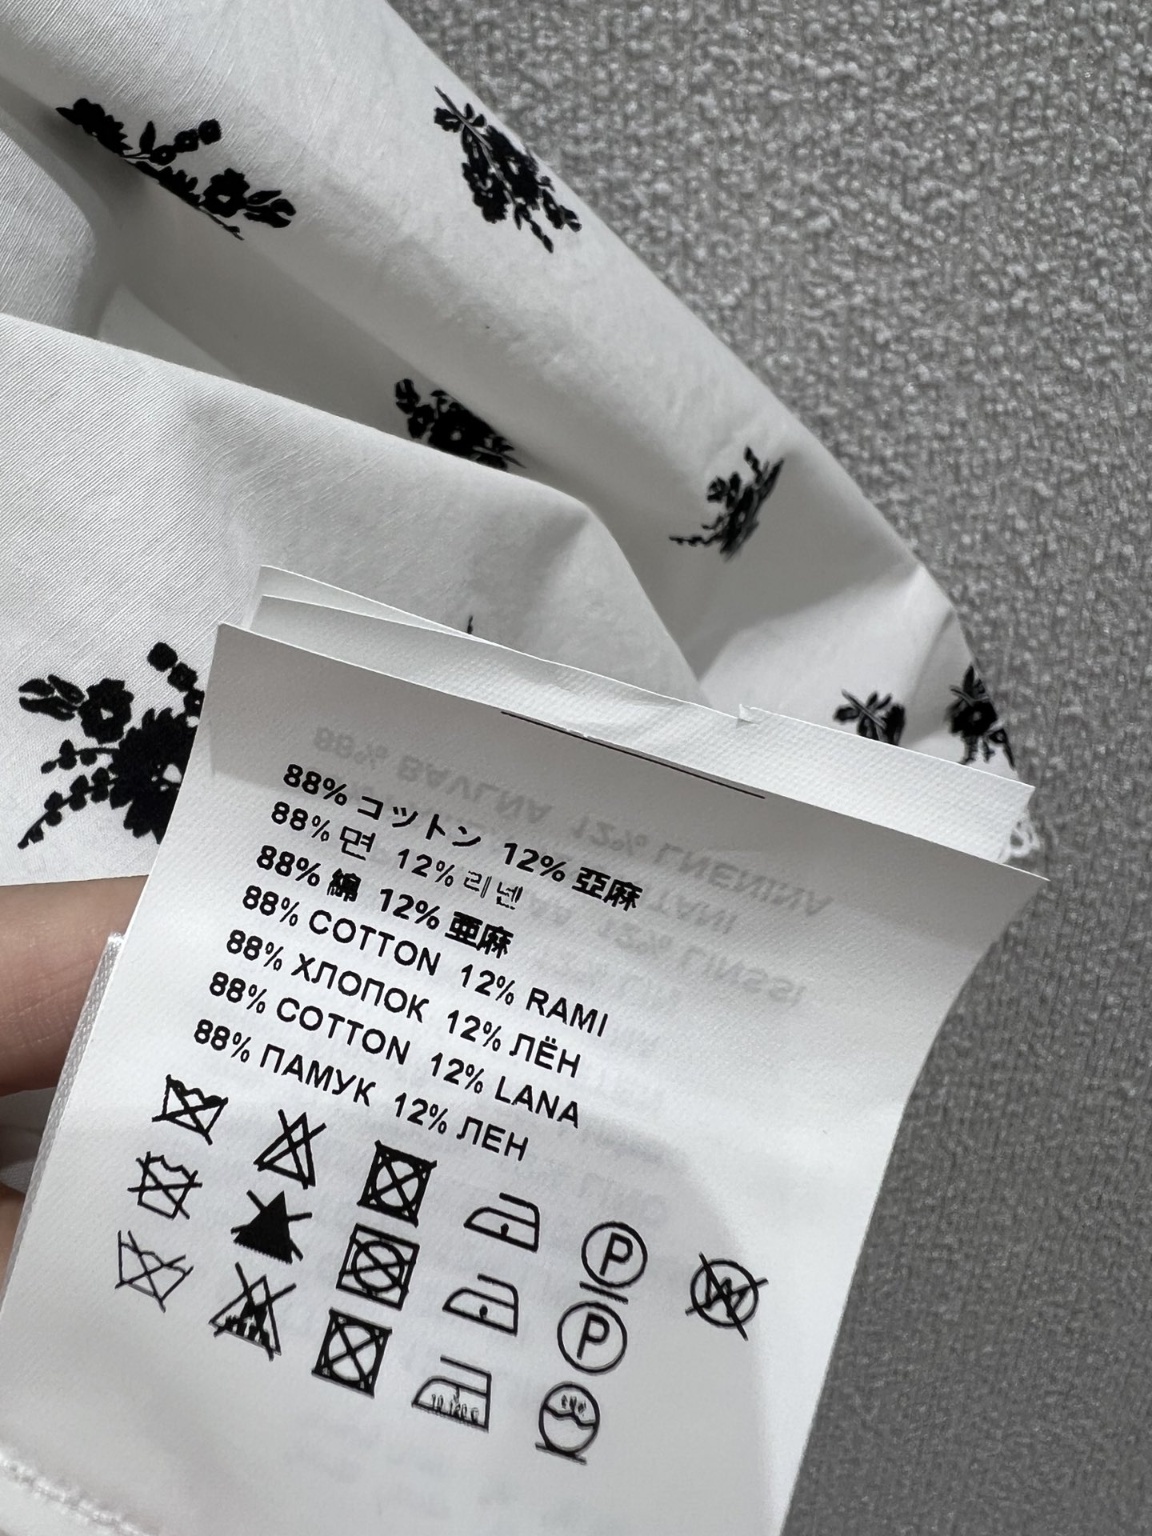 88% コットン 12% 亞麻
88% 면 12% 리넨
88% 綿 12% 亜麻
88% COTTON 12% RAMI
88% ХЛОПОК 12% ЛЁН
88% COTTON 12% LANA
88% ПАМУК 12% ЛЕН
P
W
P